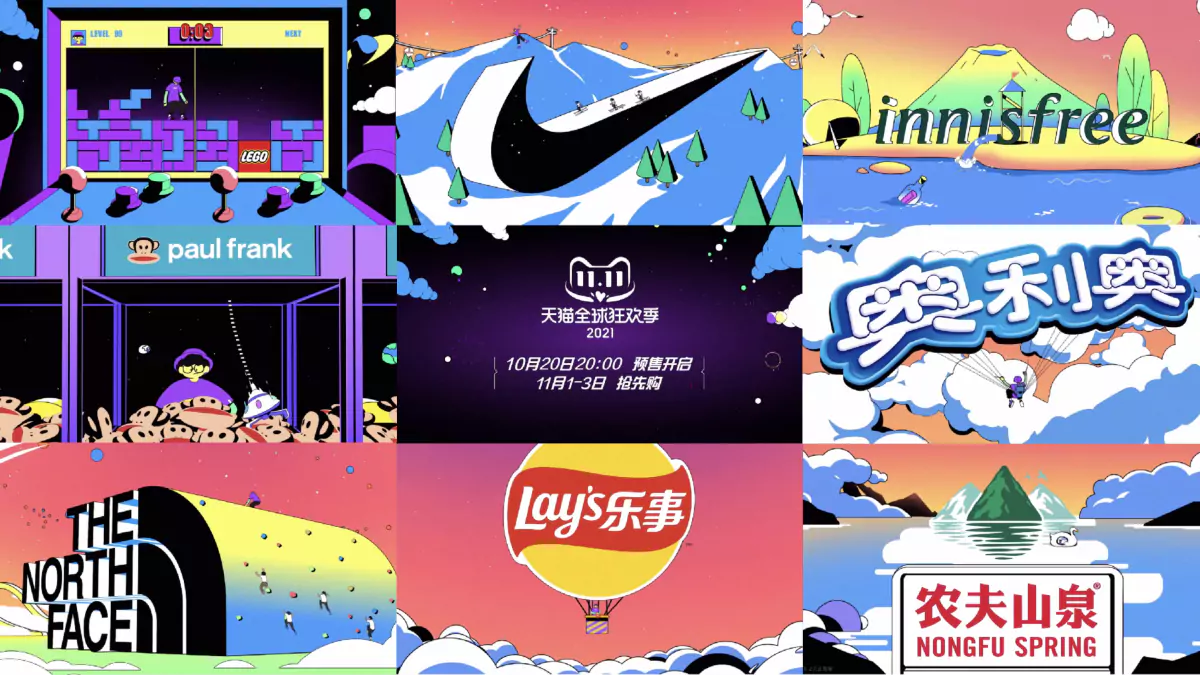 LEVEL 99
0:03
NEXT
LEGO
innisfree
k
paul frank
11.11
天猫全球狂欢季
2021
10月20日20:00 预售开启
11月1-3日 抢先购
奥利奥
THE
NORTH
FACE
Lay's乐事
农夫山泉®
NONGFU SPRING